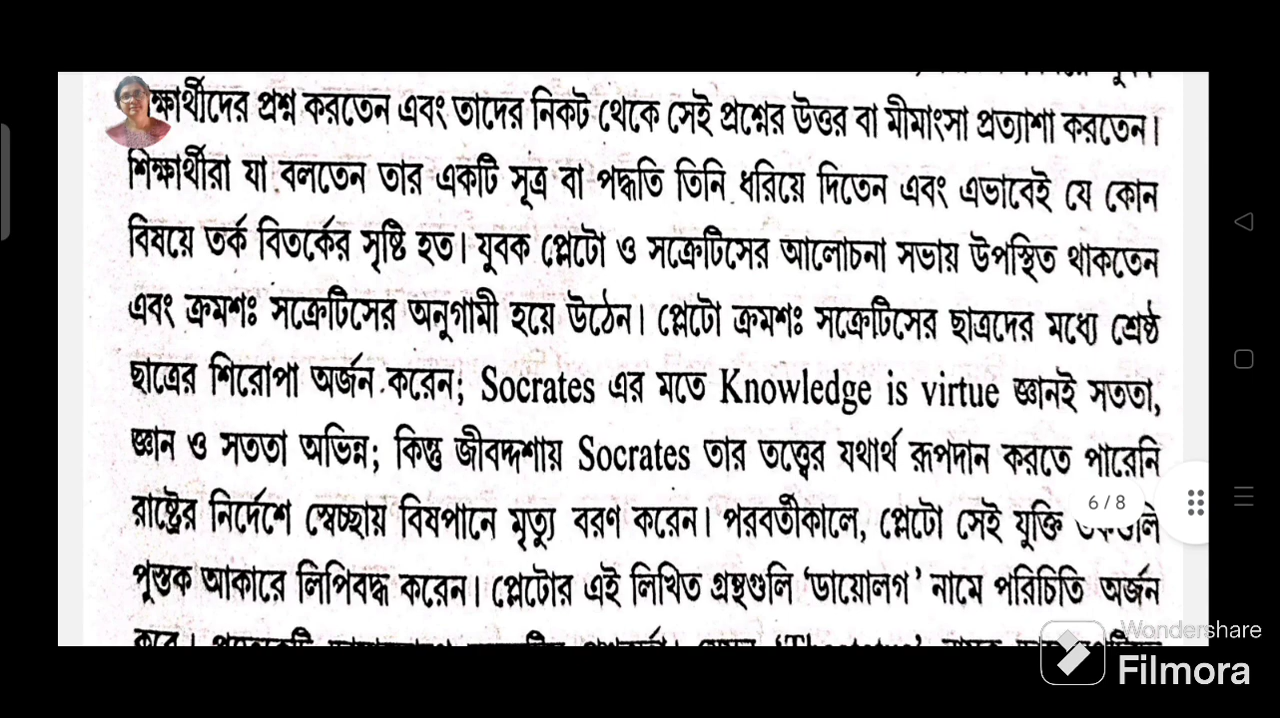 শিক্ষার্থীদের প্রশ্ন করতেন এবং তাদের নিকট থেকে সেই প্রশ্নের উত্তর বা মীমাংসা প্রত্যাশা করতেন।
শিক্ষার্থীরা যা বলতেন তার একটি সূত্র বা পদ্ধতি তিনি ধরিয়ে দিতেন এবং এভাবেই যে কোন
বিষয়ে তর্ক বিতর্কের সৃষ্টি হত। যুবক প্লেটো ও সক্রেটিসের আলোচনা সভায় উপস্থিত থাকতেন
এবং ক্রমশঃ সক্রেটিসের অনুগামী হয়ে উঠেন। প্লেটো ক্রমশঃ সক্রেটিসের ছাত্রদের মধ্যে শ্রেষ্ঠ
ছাত্রের শিরোপা অর্জন করেন; Socrates এর মতে Knowledge is virtue জ্ঞানই সততা,
জ্ঞান ও সততা অভিন্ন; কিন্তু জীবদ্দশায় Socrates তার তত্ত্বের যথার্থ রূপদান করতে পারেনি
রাষ্ট্রের নির্দেশে স্বেচ্ছায় বিষপানে মৃত্যু বরণ করেন। পরবর্তীকালে, প্লেটো সেই যুক্তি
6/8
পুস্তক আকারে লিপিবদ্ধ করেন। প্লেটোর এই লিখিত গ্রন্থগুলি ‘ডায়োলগ’ নামে পরিচিতি অর্জন
Wondershare
Filmora